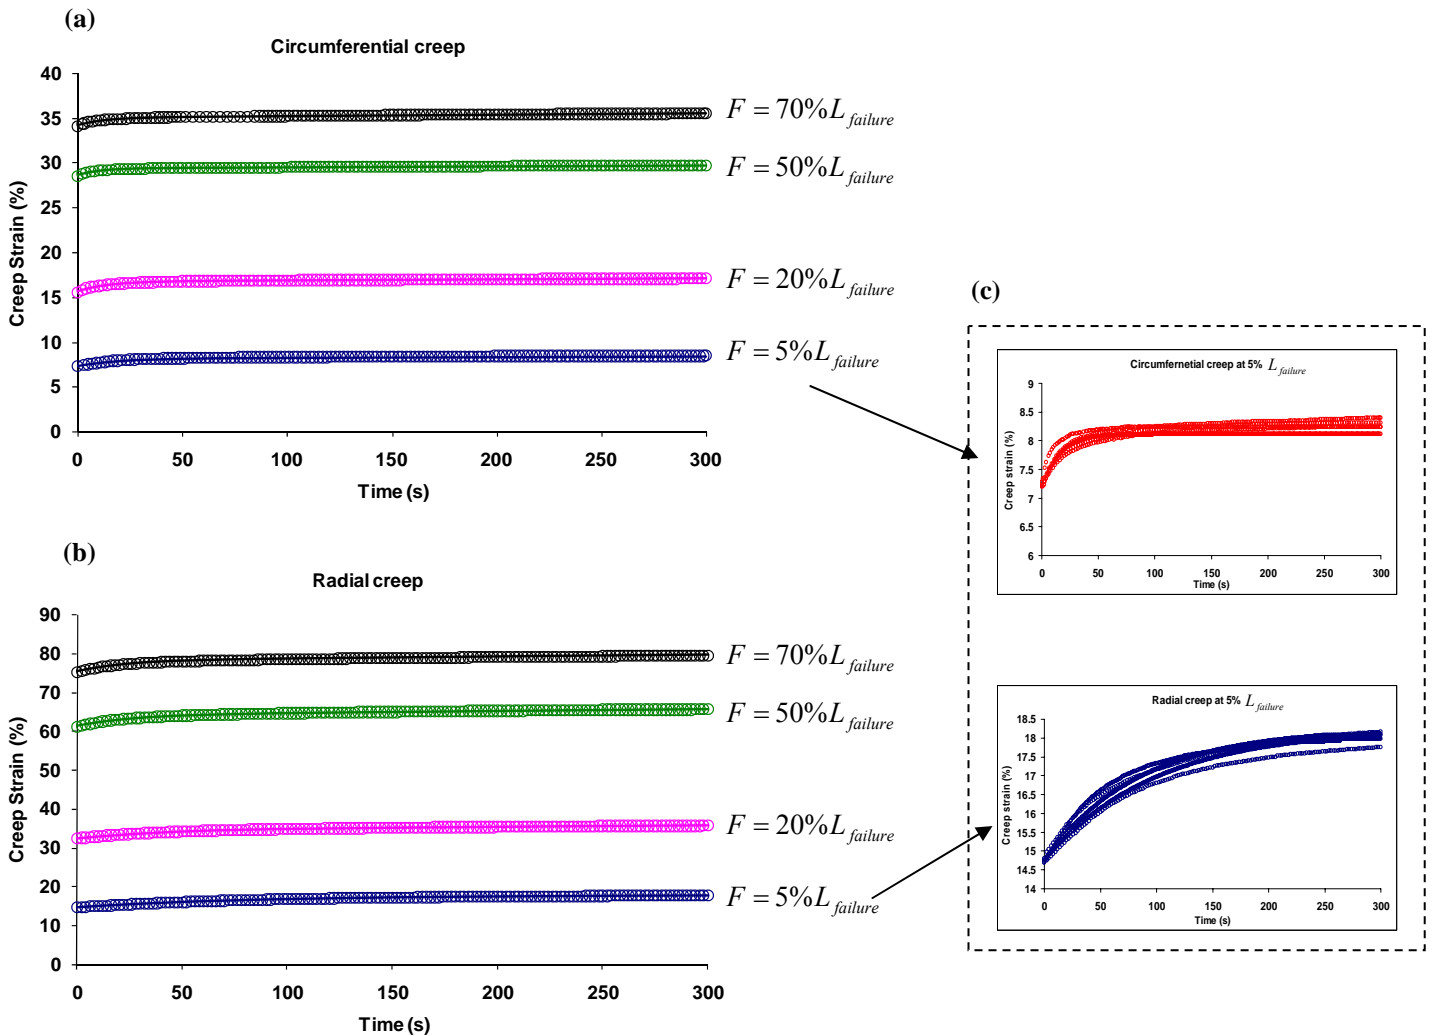 (a)
Circumferential creep
Creep Strain (%)
40
35
30
25
20
15
10
5
0
0 50 100 150 200 250 300
Time (s)
F = 70%L failure
F = 50%L failure
F = 20%L failure
F = 5%L failure
(b)
Radial creep
Creep Strain (%)
90
80
70
60
50
40
30
20
10
0
0 50 100 150 200 250 300
Time (s)
F = 70%L failure
F = 50%L failure
F = 20%L failure
F = 5%L failure
(c)
Circumfernetial creep at 5% L failure
Creep strain (%)
9
8.5
8
7.5
7
6.5
6
0 50 100 150 200 250 300
Time (s)
Radial creep at 5% L failure
Creep strain (%)
18.5
18
17.5
17
16.5
16
15.5
15
14.5
14
0 50 100 150 200 250 300
Time (s)